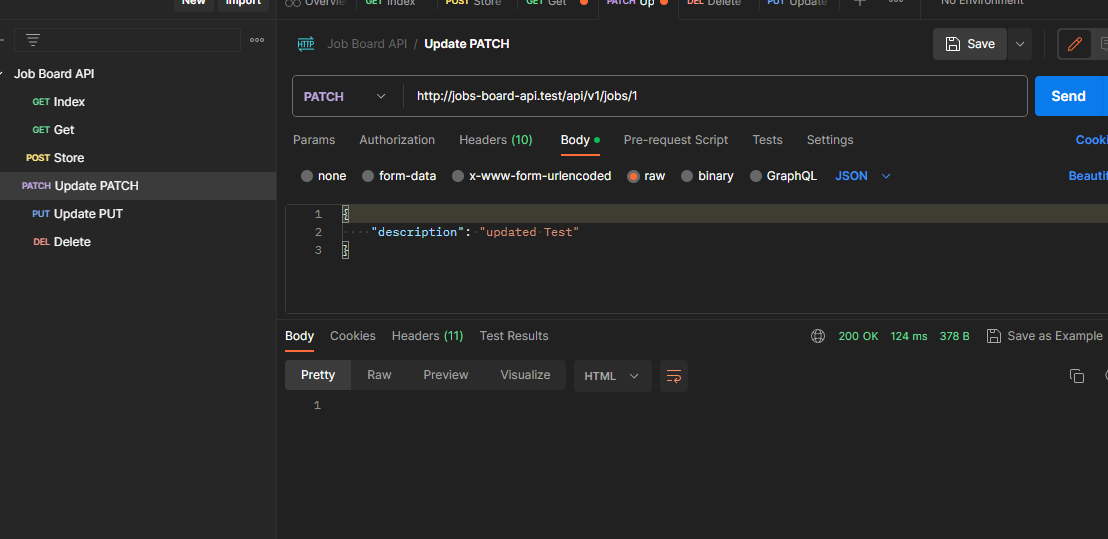 New Import
Overvie GET Index POST Store GET Get PATCH Up DEL Delete PUT Update + No Environment
HTTP Job Board API / Update PATCH Save
Job Board API
GET Index
GET Get
POST Store
PATCH Update PATCH
PUT Update PUT
DEL Delete
PATCH http://jobs-board-api.test/api/v1/jobs/1 Send
Params Authorization Headers (10) Body Pre-request Script Tests Settings Cooki
none form-data x-www-form-urlencoded raw binary GraphQL JSON Beautif
1 {
2 "description": "updated Test"
3 }
Body Cookies Headers (11) Test Results 200 OK 124 ms 378 B Save as Example
Pretty Raw Preview Visualize HTML
1